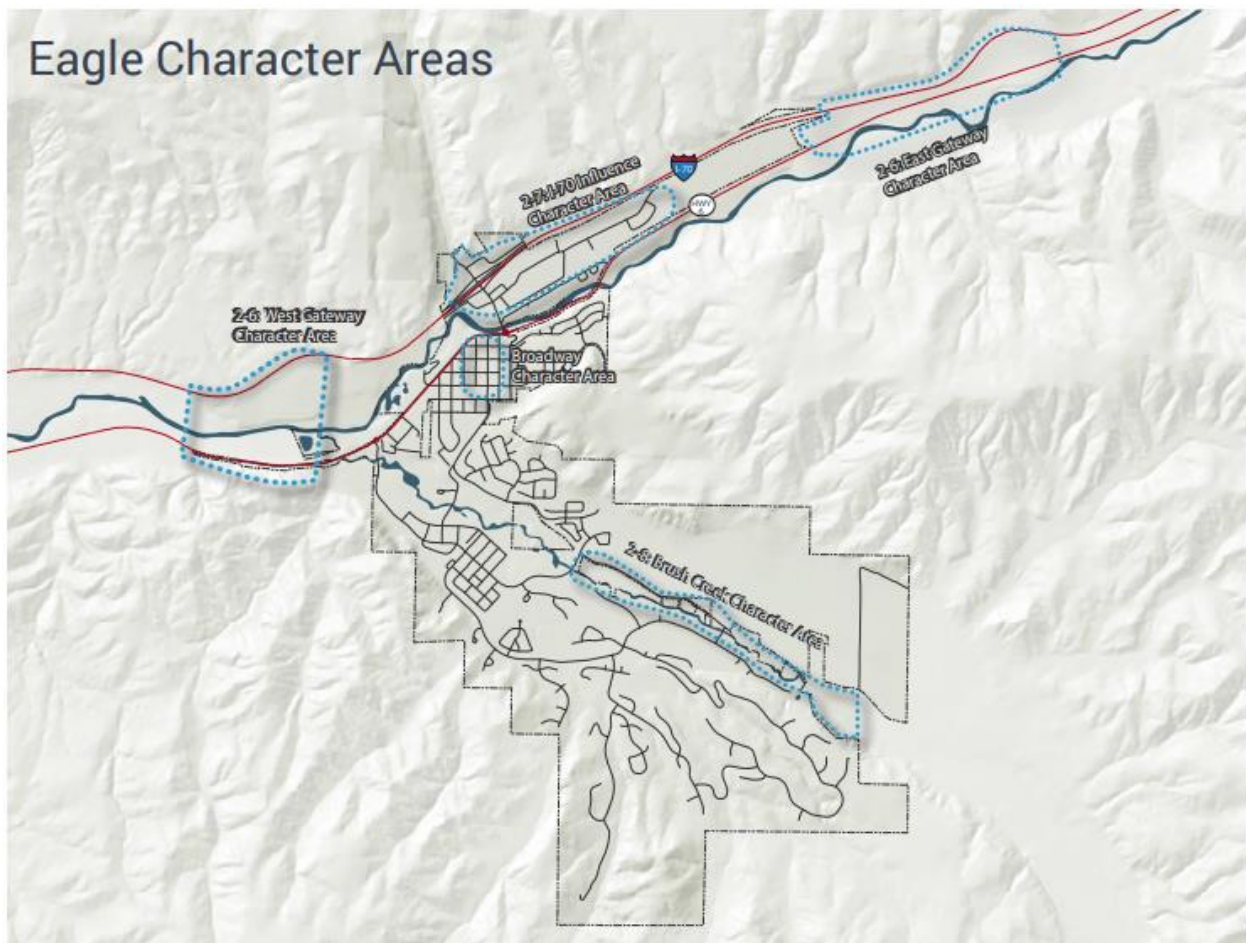 Eagle Character Areas
2-6: East Gateway
Character Area
2-7: I-70 Influence
Character Area
I-70
HWY
6
2-6: West Gateway
Character Area
Broadway
Character Area
2-8: Brush Creek Character Area